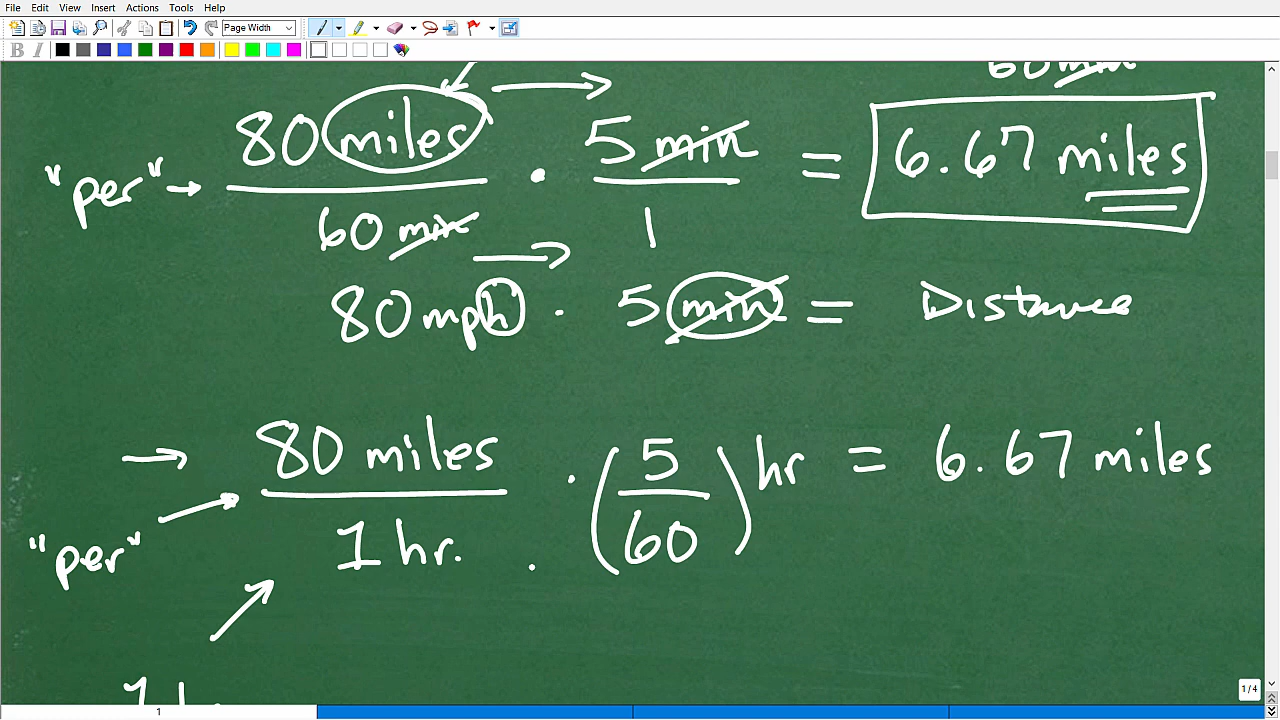 File Edit View Insert Actions Tools Help
Page Width
B I
60 min
80 miles 5 min = 6.67 miles
"per"
60 min 1
80 mph · 5 min = Distance
80 miles · (5/60) hr = 6.67 miles
1 hr.
"per"
1/4
1